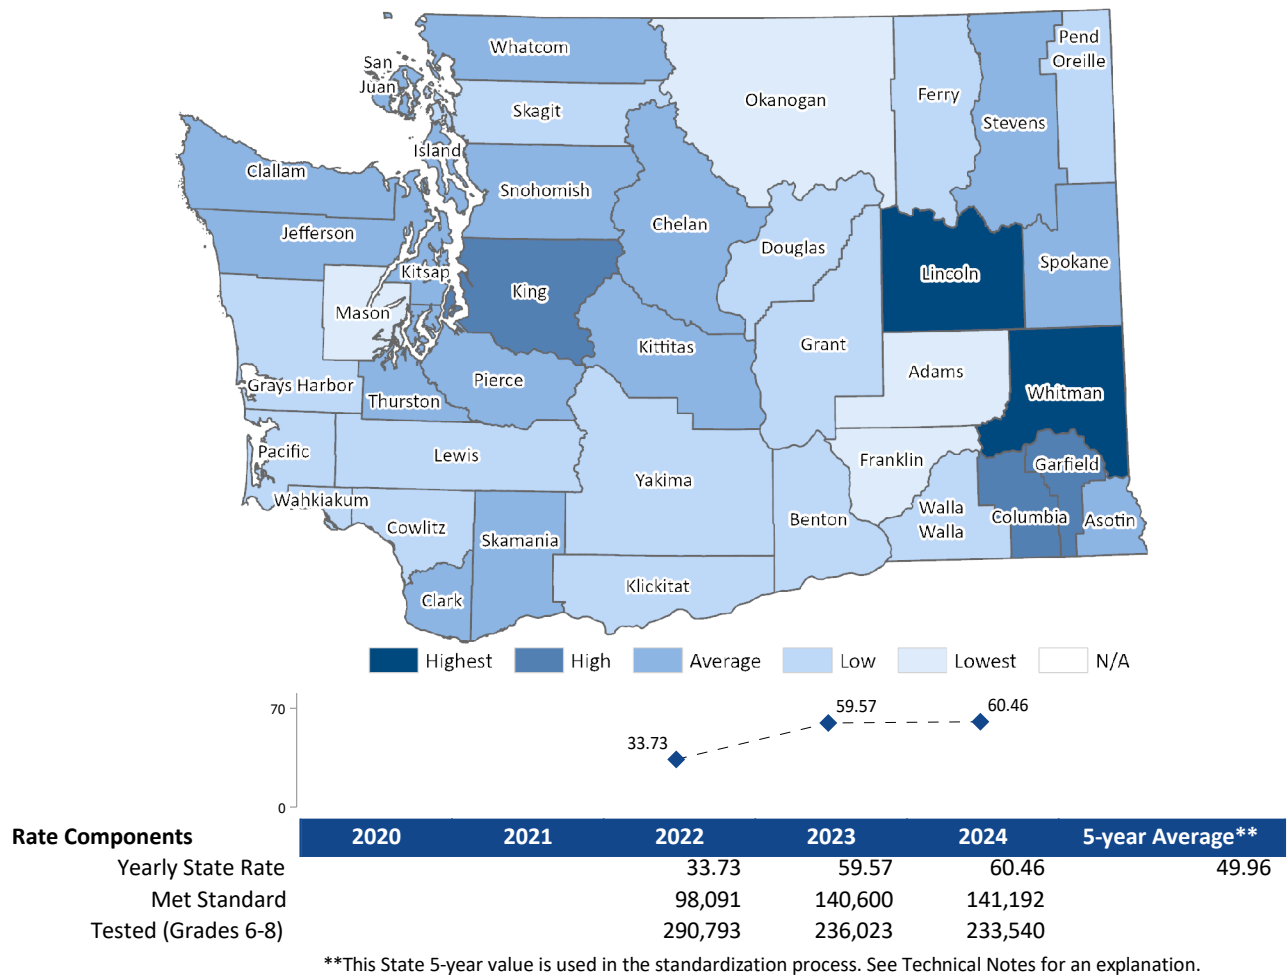 Whatcom
San
Juan
Skagit
Island
Clallam
Snohomish
Jefferson
Kitsap
King
Mason
Grays Harbor
Thurston
Pierce
Pacific
Lewis
Wahkiakum
Cowlitz
Skamania
Clark
Okanogan
Ferry
Stevens
Pend
Oreille
Chelan
Douglas
Lincoln
Spokane
Kittitas
Grant
Adams
Whitman
Yakima
Franklin
Garfield
Benton
Walla
Walla
Columbia
Asotin
Klickitat
Highest High Average Low Lowest N/A
70
0
33.73
59.57
60.46
Rate Components 2020 2021 2022 2023 2024 5-year Average**
Yearly State Rate 33.73 59.57 60.46 49.96
Met Standard 98,091 140,600 141,192
Tested (Grades 6-8) 290,793 236,023 233,540
**This State 5-year value is used in the standardization process. See Technical Notes for an explanation.